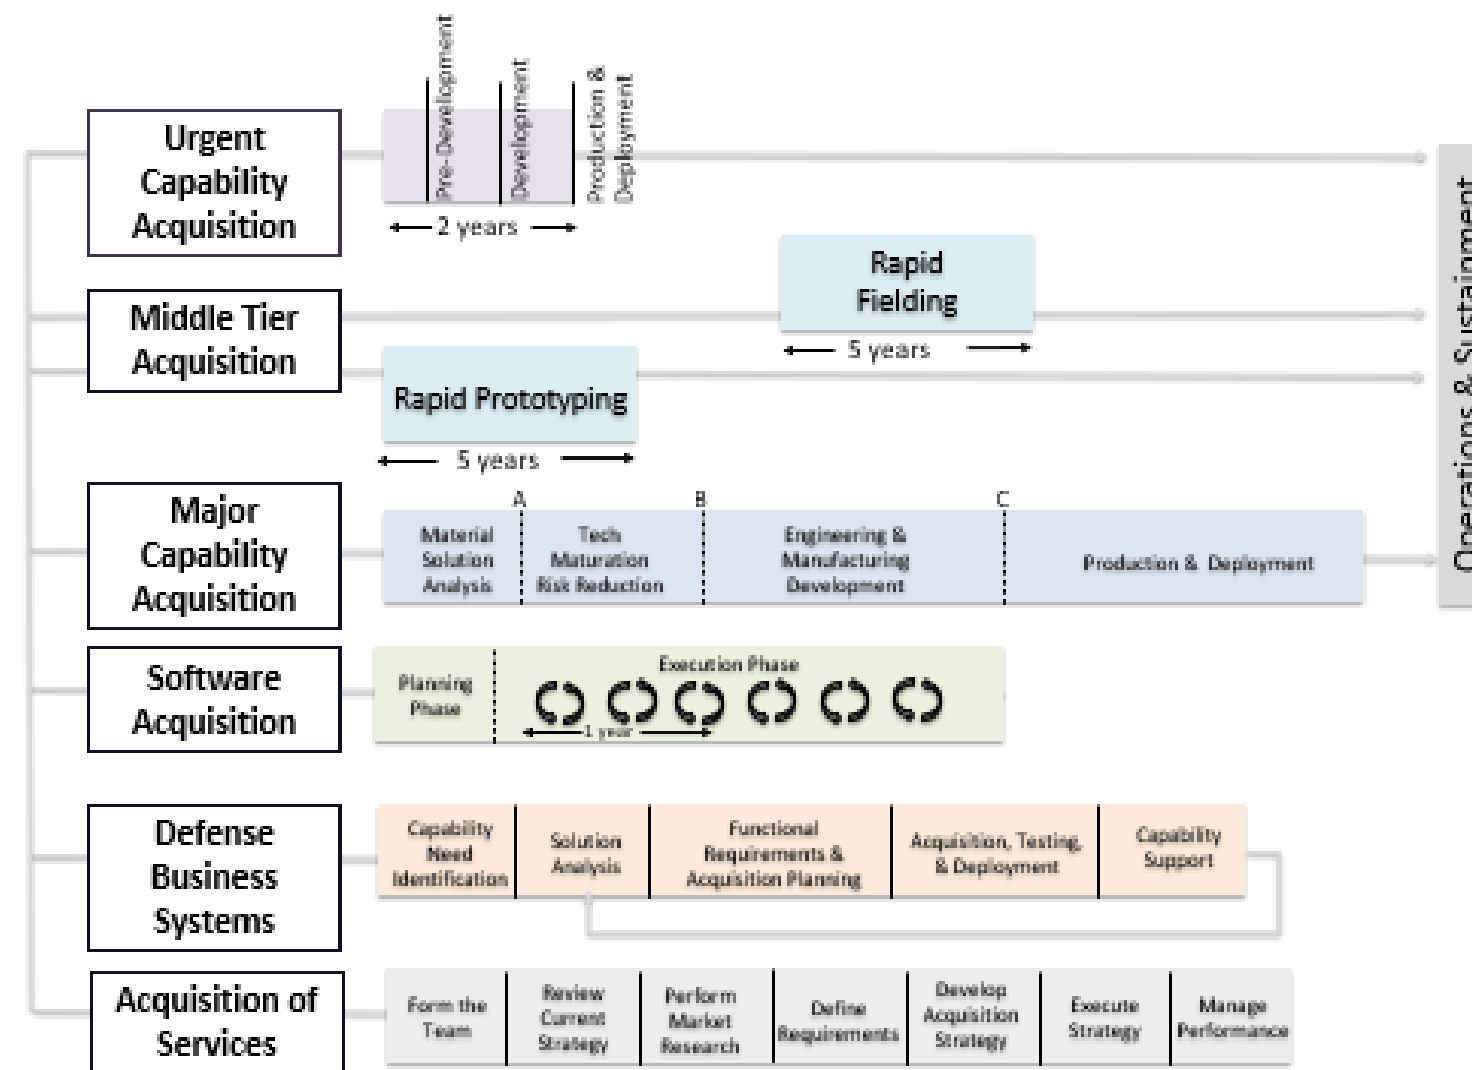 Urgent
Capability
Acquisition
Pre-Development
Development
Production &
Deployment
2 years
Middle Tier
Acquisition
Rapid
Fielding
5 years
Rapid Prototyping
5 years
Operations & Sustainment
Major
Capability
Acquisition
A
B
C
Material
Solution
Analysis
Tech
Maturation
Risk Reduction
Engineering &
Manufacturing
Development
Production & Deployment
Software
Acquisition
Planning
Phase
Execution Phase
1 year
Defense
Business
Systems
Capability
Need
Identification
Solution
Analysis
Functional
Requirements &
Acquisition Planning
Acquisition, Testing,
& Deployment
Capability
Support
Acquisition of
Services
Form the
Team
Review
Current
Strategy
Perform
Market
Research
Define
Requirements
Develop
Acquisition
Strategy
Execute
Strategy
Manage
Performance